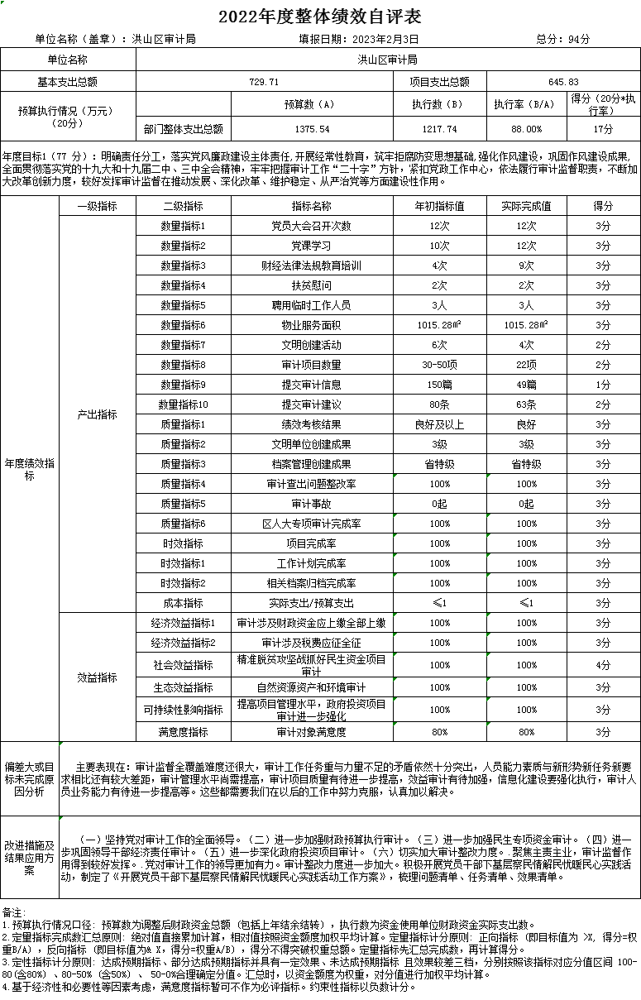 2022年度整体绩效自评表
单位名称（盖章）：洪山区审计局 填报日期：2023年2月3日 总分：94分
单位名称 洪山区审计局
基本支出总额 729.71 项目支出总额 645.83
预算执行情况（万元）（20分） 预算数（A） 执行数（B） 执行率（B/A） 得分（20分*执行率）
部门整体支出总额 1375.54 1217.74 88.00% 17分
年度目标1（77 分）：明确责任分工，落实党风廉政建设主体责任,开展经常性教育，筑牢拒腐防变思想基础,强化作风建设，巩固作风建设成果,
全面贯彻落实党的十九大和十九届二中、三中全会精神，牢牢把握审计工作“二十字”方针，紧扣党政工作中心，依法履行审计监督职责，不断加
大改革创新力度，较好发挥审计监督在推动发展、深化改革、维护稳定、从严治党等方面建设性作用。
年度绩效指标
一级指标 二级指标 指标名称 年初指标值 实际完成值 得分
产出指标
数量指标1 党员大会召开次数 12次 12次 3分
数量指标2 党课学习 10次 12次 3分
数量指标3 财经法律法规教育培训 4次 9次 3分
数量指标4 扶贫慰问 2次 2次 3分
数量指标5 聘用临时工作人员 3人 3人 3分
数量指标6 物业服务面积 1015.28㎡ 1015.28㎡ 3分
数量指标7 文明创建活动 6次 4次 2分
数量指标8 审计项目数量 30-50项 22项 2分
数量指标9 提交审计信息 150篇 49篇 1分
数量指标10 提交审计建议 80条 63条 2分
质量指标1 绩效考核结果 良好及以上 良好 3分
质量指标2 文明单位创建成果 3级 3级 3分
质量指标3 档案管理创建成果 省特级 省特级 3分
质量指标4 审计查出问题整改率 100% 100% 3分
质量指标5 审计事故 0起 0起 3分
质量指标6 区人大专项审计完成率 100% 100% 3分
时效指标 项目完成率 100% 100% 3分
时效指标1 工作计划完成率 100% 100% 3分
时效指标2 相关档案归档完成率 100% 100% 3分
成本指标 实际支出/预算支出 ≤1 ≤1 3分
效益指标
经济效益指标1 审计涉及财政资金应上缴全部上缴 100% 100% 3分
经济效益指标2 审计涉及税费应征全征 100% 100% 3分
社会效益指标 精准脱贫攻坚战抓好民生资金项目审计 100% 100% 4分
生态效益指标 自然资源资产和环境审计 100% 100% 3分
可持续性影响指标 提高项目管理水平，政府投资项目审计进一步强化 100% 100% 3分
满意度指标 审计对象满意度 80% 80% 3分
偏差大或目标未完成原因分析
主要表现在：审计监督全覆盖难度还很大，审计工作任务重与力量不足的矛盾依然十分突出，人员能力素质与新形势新任务新要
求相比还有较大差距，审计管理水平尚需提高，审计项目质量有待进一步提高，效益审计有待加强，信息化建设要强化执行，审计人
员业务能力有待进一步提高等。这些都需要我们在以后的工作中努力克服，认真加以解决。
改进措施及结果应用方案
（一）坚持党对审计工作的全面领导。（二）进一步加强财政预算执行审计。（三）进一步加强民生专项资金审计。（四）进一
步巩固领导干部经济责任审计。（五）进一步深化政府投资项目审计。（六）切实加大审计整改力度。.聚焦主责主业，审计监督作
用得到较好发挥。.党对审计工作的领导更加有力。审计整改力度进一步加大。积极开展党员干部下基层察民情解民忧暖民心实践活
动，制定了《开展党员干部下基层察民情解民忧暖民心实践活动工作方案》，梳理问题清单、任务清单、效果清单。
备注：
1.预算执行情况口径：预算数为调整后财政资金总额（包括上年结余结转），执行数为资金使用单位财政资金实际支出数。
2.定量指标完成数汇总原则：绝对值直接累加计算，相对值按照资金额度加权平均计算。定量指标计分原则：正向指标（即目标值为 >X，得分=权
重B/A），反向指标（即目标值为 X，得分=权重A/B），得分不得突破权重总额。定量指标先汇总完成数，再计算得分。
3.定性指标计分原则：达成预期指标、部分达成预期指标并具有一定效果、未达成预期指标 且效果较差三档，分别按照该指标对应分值区间 100-
80(含80%）、80-50%（含50%）、 50-0%合理确定分值。汇总时，以资金额度为权重，对分值进行加权平均计算。
4.基于经济性和必要性等因素考虑，满意度指标暂可不作为必评指标。约束性指标以负数计分。